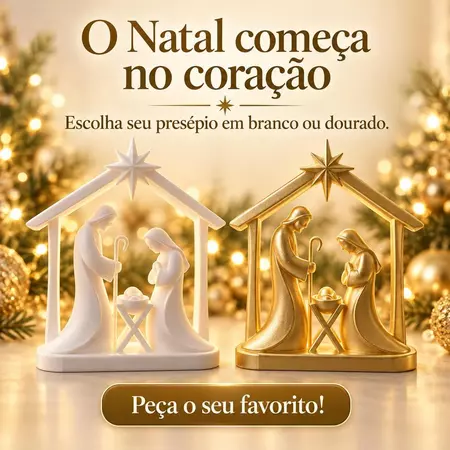 O Natal começa
no coração
Escolha seu presépio em branco ou dourado.
Peça o seu favorito!